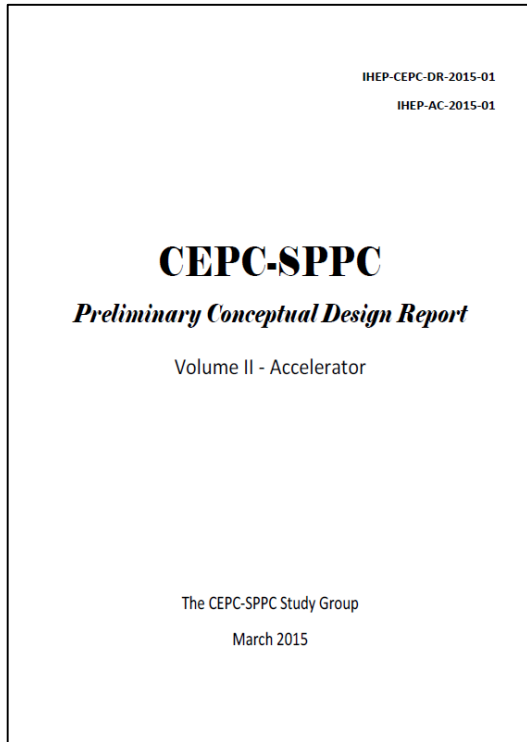 IHEP-CEPC-DR-2015-01
IHEP-AC-2015-01
CEPC-SPPC
Preliminary Conceptual Design Report
Volume II - Accelerator
The CEPC-SPPC Study Group
March 2015